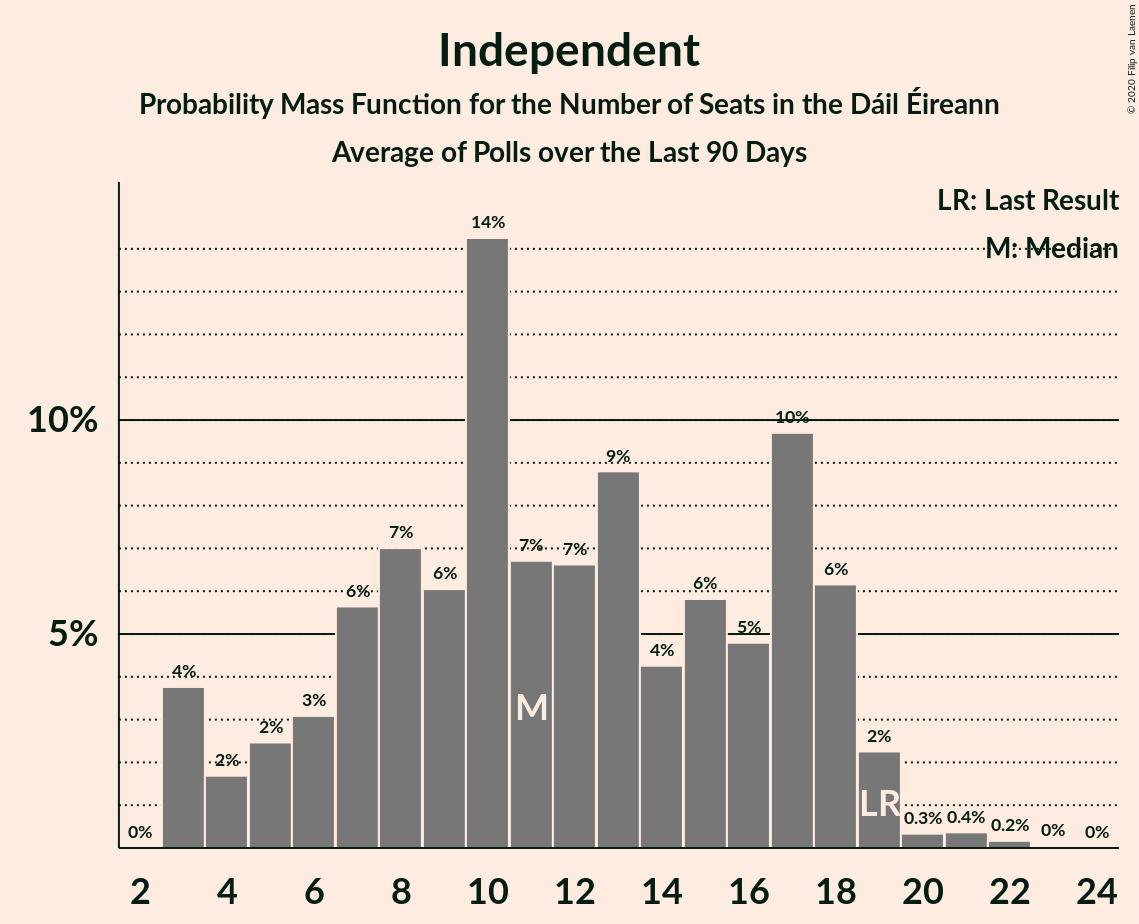 Independent
Probability Mass Function for the Number of Seats in the Dáil Éireann
Average of Polls over the Last 90 Days
© 2020 Filip van Laenen
LR: Last Result
M: Median
10%
5%
0%
4%
2%
2%
3%
6%
7%
6%
14%
7%
7%
9%
4%
6%
5%
10%
6%
2%
0.3%
0.4%
0.2%
0%
0%
M
LR
2 4 6 8 10 12 14 16 18 20 22 24